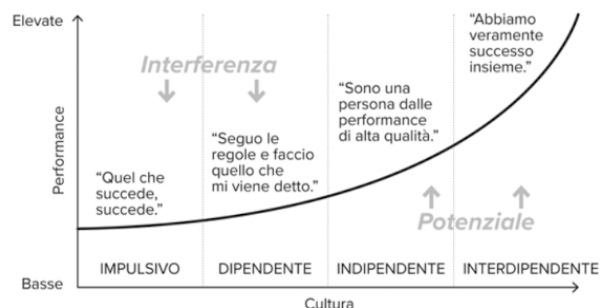 Elevate
"Abbiamo
veramente
successo
insieme."
Interferenza
"Sono una
persona dalle
performance
di alta qualità."
"Seguo le
regole e faccio
quello che
mi viene detto."
"Quel che
succede,
succede."
Performance
Potenziale
IMPULSIVO
DIPENDENTE
INDIPENDENTE
INTERDIPENDENTE
Basse
Cultura